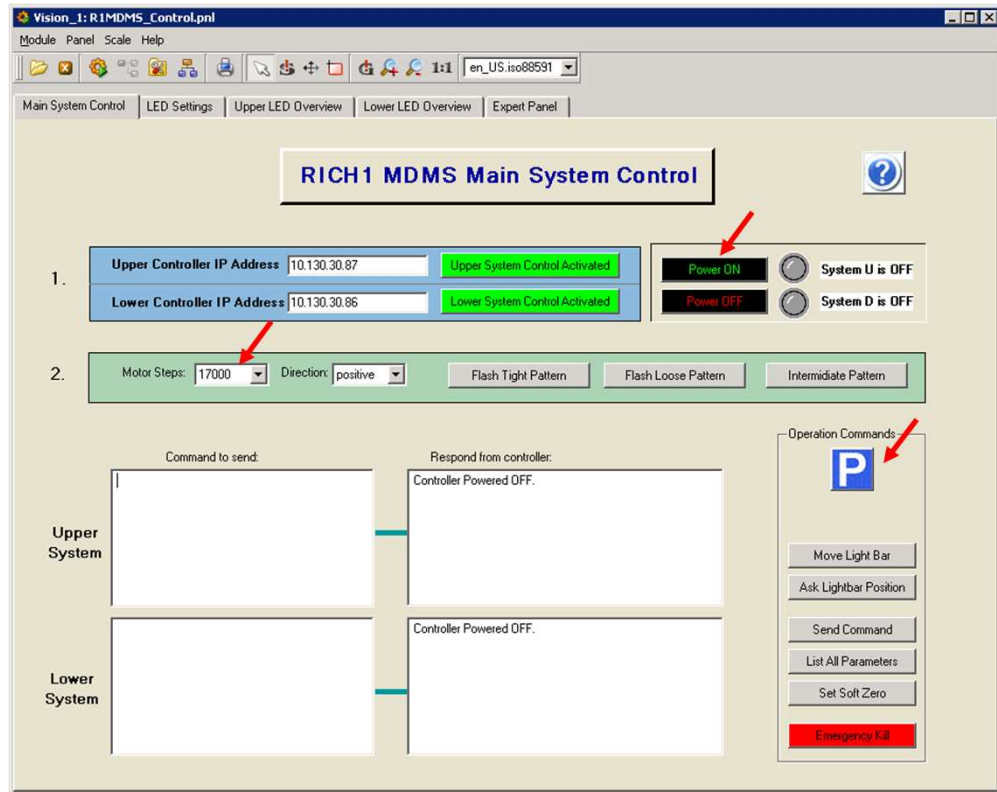 Vision_1: R1MDMS_Control.pnl
Module Panel Scale Help
1:1 en_US.iso88591
Main System Control LED Settings Upper LED Overview Lower LED Overview Expert Panel
RICH1 MDMS Main System Control
?
1.
Upper Controller IP Address 10.130.30.87 Upper System Control Activated
Lower Controller IP Address 10.130.30.86 Lower System Control Activated
Power ON System U is OFF
Power OFF System D is OFF
2.
Motor Steps: 17000 Direction: positive Flash Tight Pattern Flash Loose Pattern Intermidiate Pattern
Command to send: Respond from controller:
Upper System
Controller Powered OFF.
Lower System
Controller Powered OFF.
Operation Commands
P
Move Light Bar
Ask Lightbar Position
Send Command
List All Parameters
Set Soft Zero
Emergency Kill